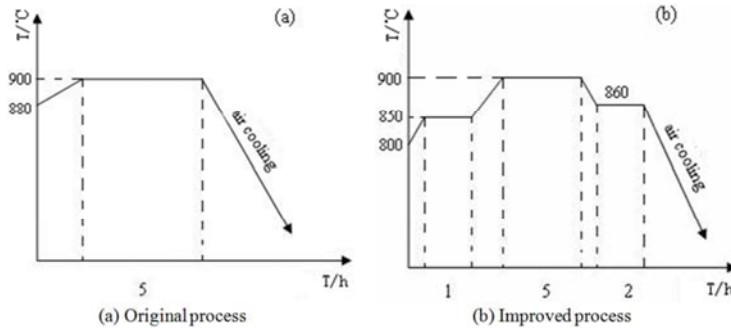 (a)
T/°C
900
880
air cooling
5
T/h
(a) Original process
(b)
T/°C
900
860
850
800
air cooling
1
5
2
T/h
(b) Improved process